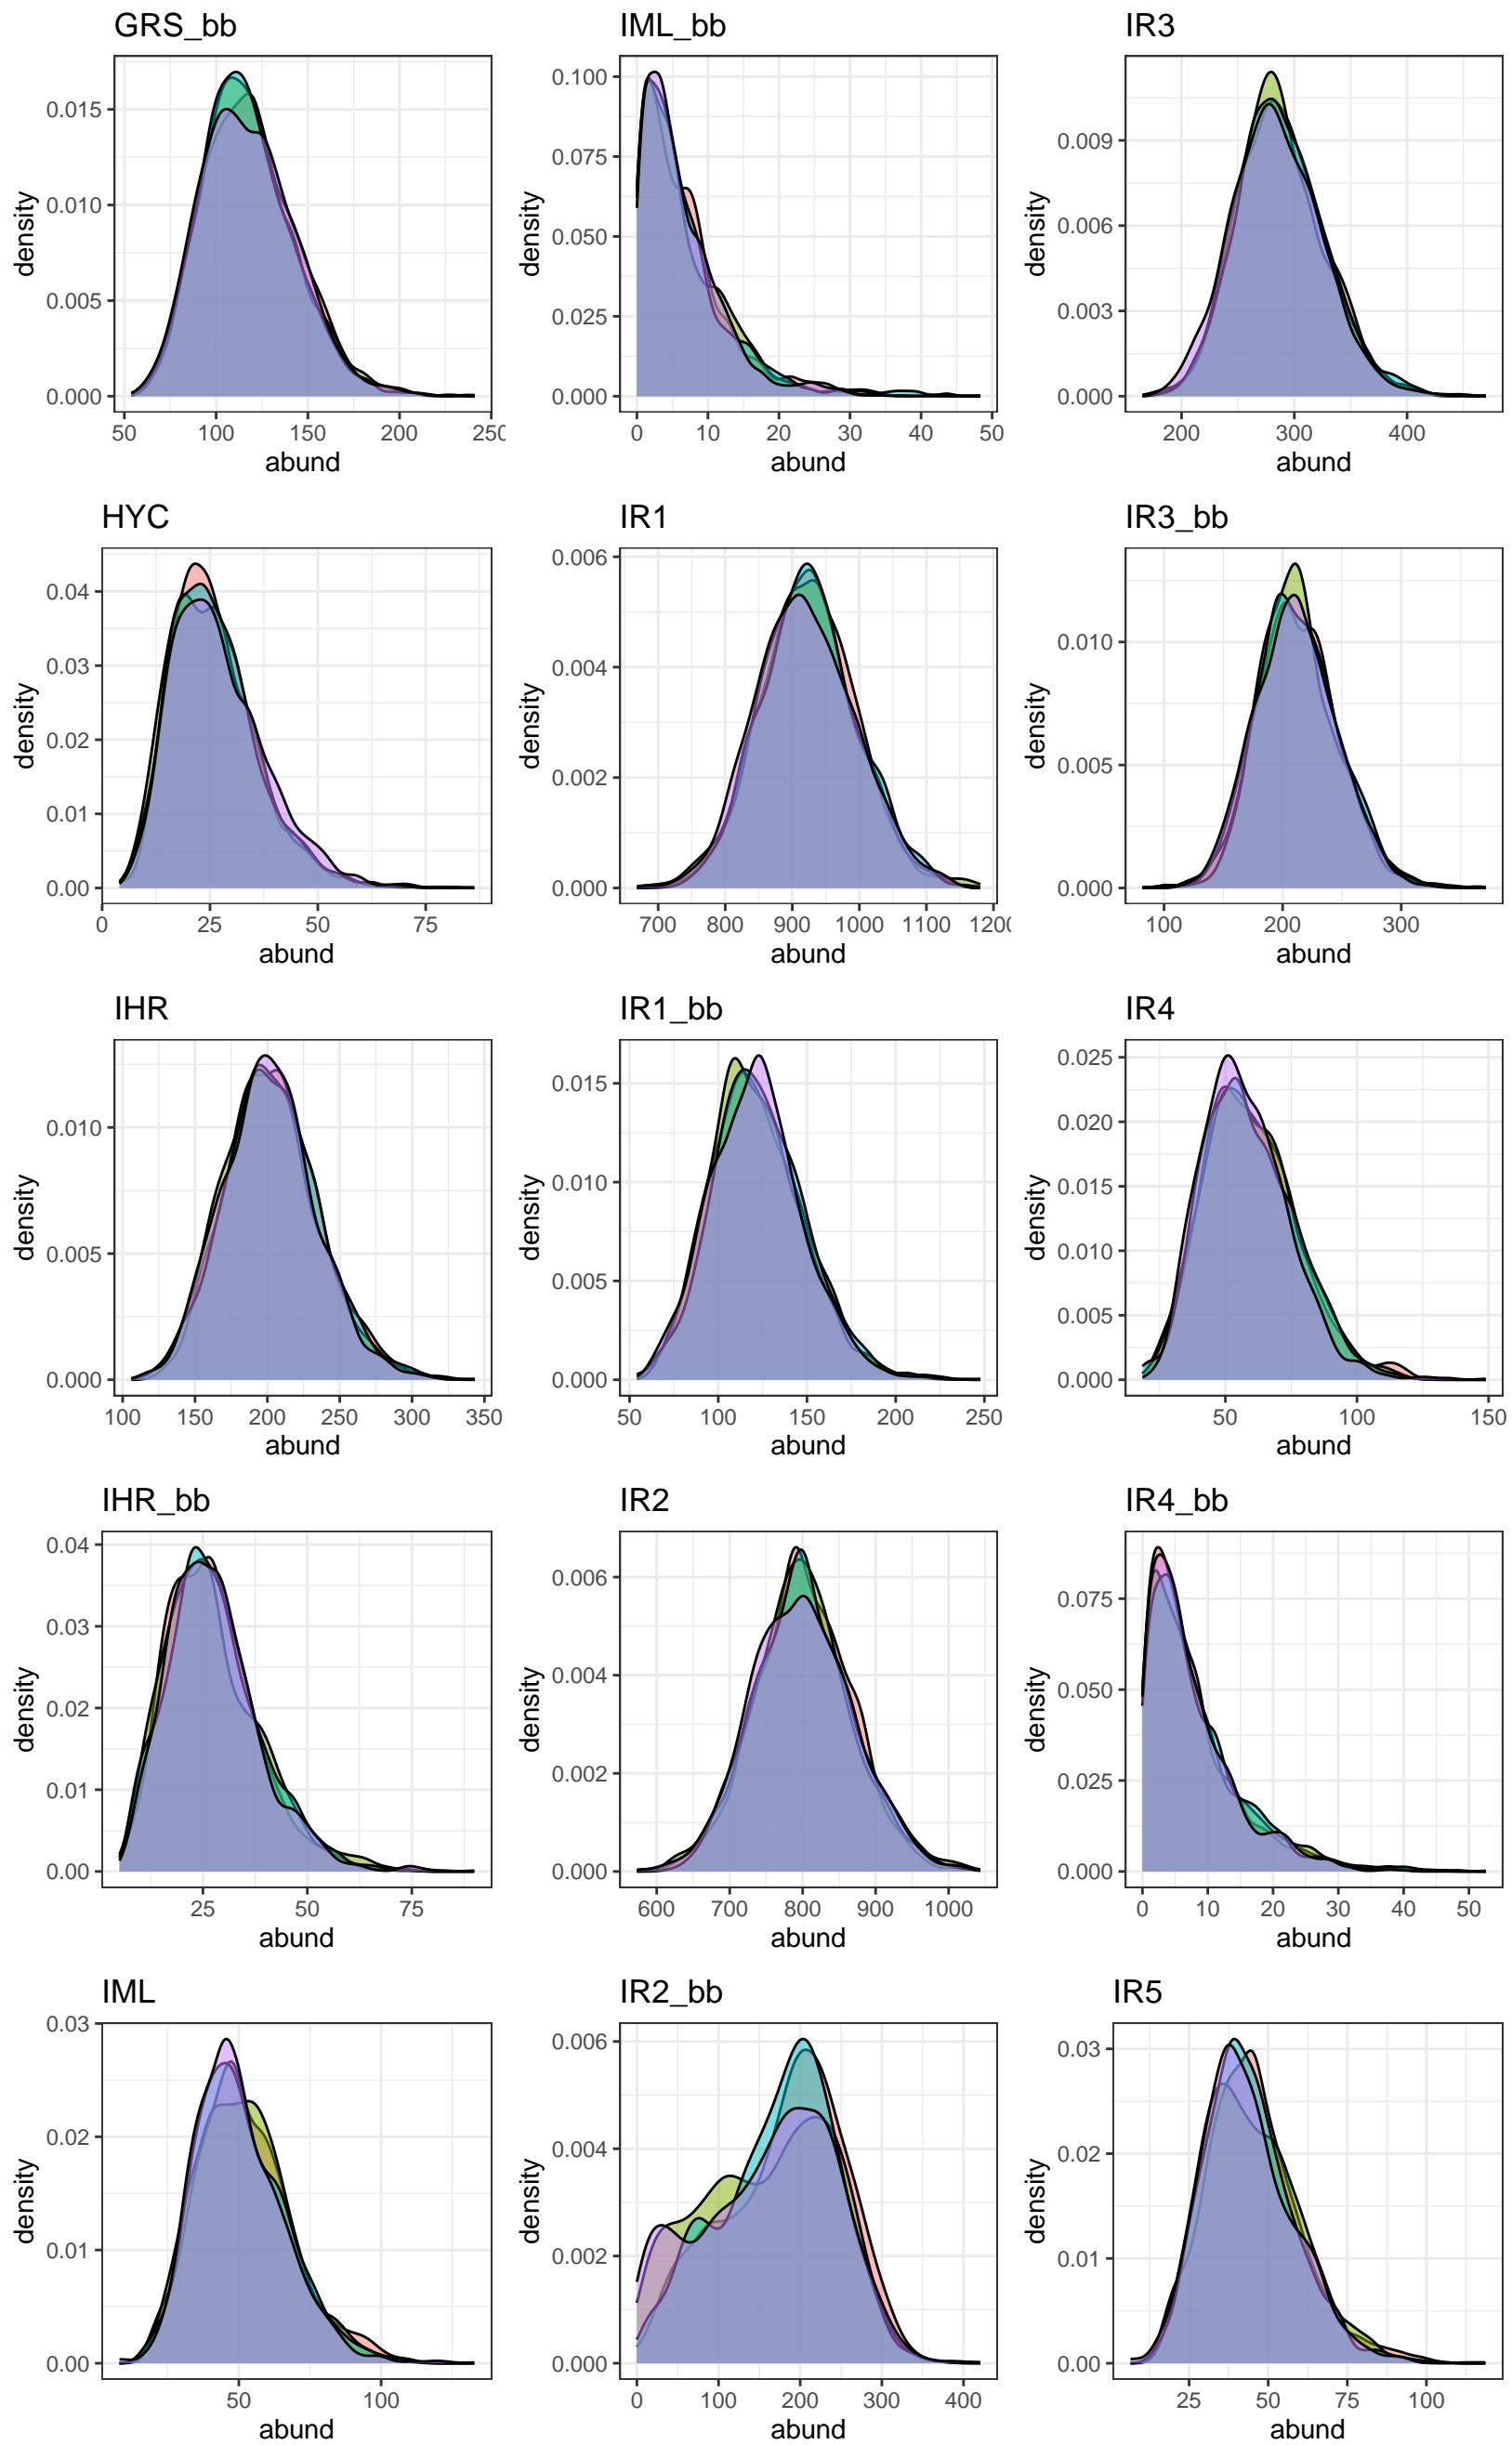 GRS_bb IML_bb IR3
0.015 0.100 0.009
0.010 0.075 0.006
0.005 0.050 0.003
0.000 0.025 0.000
0.000
density density density
50 100 150 200 250 0 10 20 30 40 50 200 300 400
abund abund abund
HYC IR1 IR3_bb
0.04 0.006 0.010
0.03 0.004 0.005
0.02 0.002 0.000
0.01 0.000
0.00
density density density
0 25 50 75 700 800 900 1000 1100 1200 100 200 300
abund abund abund
IHR IR1_bb IR4
0.010 0.015 0.025
0.005 0.010 0.020
0.000 0.005 0.015
0.000 0.010
0.005
0.000
density density density
100 150 200 250 300 350 50 100 150 200 250 50 100 150
abund abund abund
IHR_bb IR2 IR4_bb
0.04 0.006 0.075
0.03 0.004 0.050
0.02 0.002 0.025
0.01 0.000 0.000
0.00
density density density
25 50 75 600 700 800 900 1000 0 10 20 30 40 50
abund abund abund
IML IR2_bb IR5
0.03 0.006 0.03
0.02 0.004 0.02
0.01 0.002 0.01
0.00 0.000 0.00
density density density
50 100 0 100 200 300 400 25 50 75 100
abund abund abund